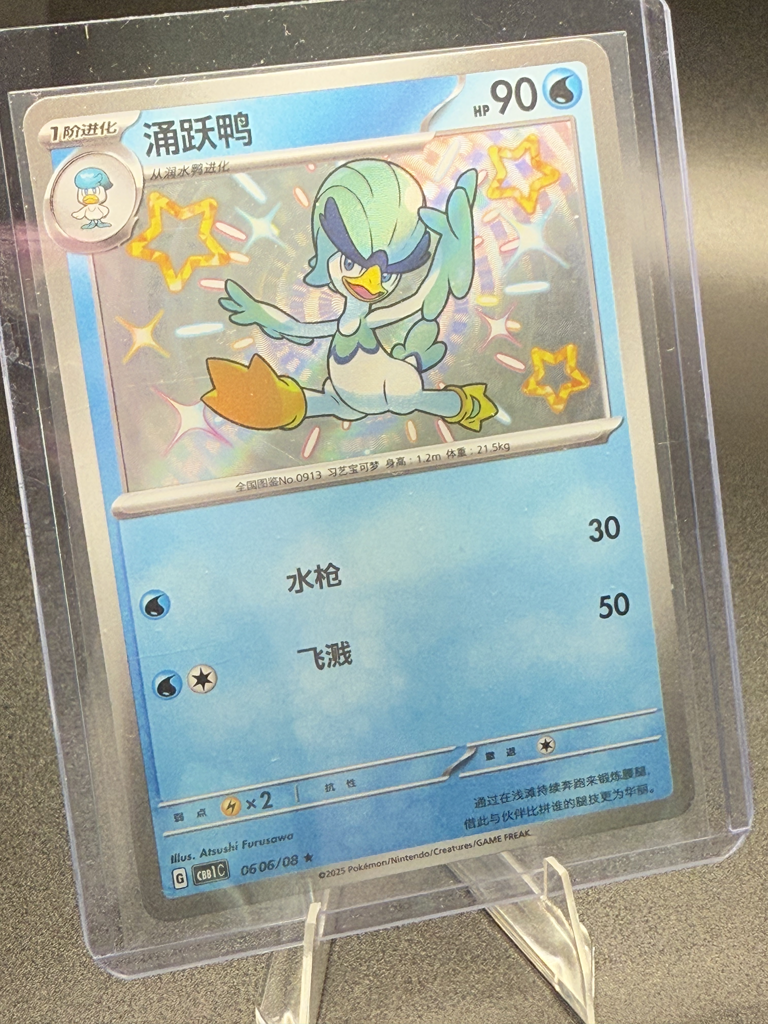 1阶进化 涌跃鸭 HP 90
从润水鸭进化
全国图鉴No.0913 习艺宝可梦 身高：1.2m 体重：21.5kg
水枪 30
飞溅 50
弱点 ×2 抗性 撤退
通过在浅滩持续奔跑来锻炼腰腿，
借此与伙伴比拼谁的腿技更为华丽。
Illus. Atsushi Furusawa
G CBB1 C 06 06/08 ★ ©2025 Pokémon/Nintendo/Creatures/GAME FREAK